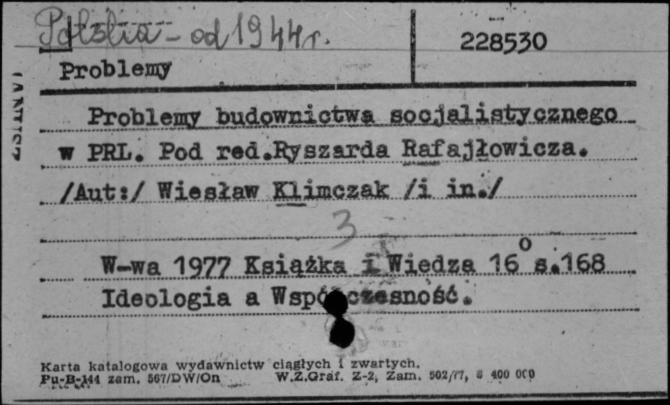 Polska - od 1944r.
228530
Problemy
Problemy budownictwa socjalistycznego
w PRL. Pod red.Ryszarda Rafajłowicza.
/Aut:/ Wiesław Klimczak /i in./
3
W-wa 1977 Książka i Wiedza 16° s.168
Ideologia a Współczesność.
Karta katalogowa wydawnictw ciągłych i zwartych.
Pu-B-144 zam. 567/DW/On W.Z.Graf. Z-2, Zam. 502/77, 400 000